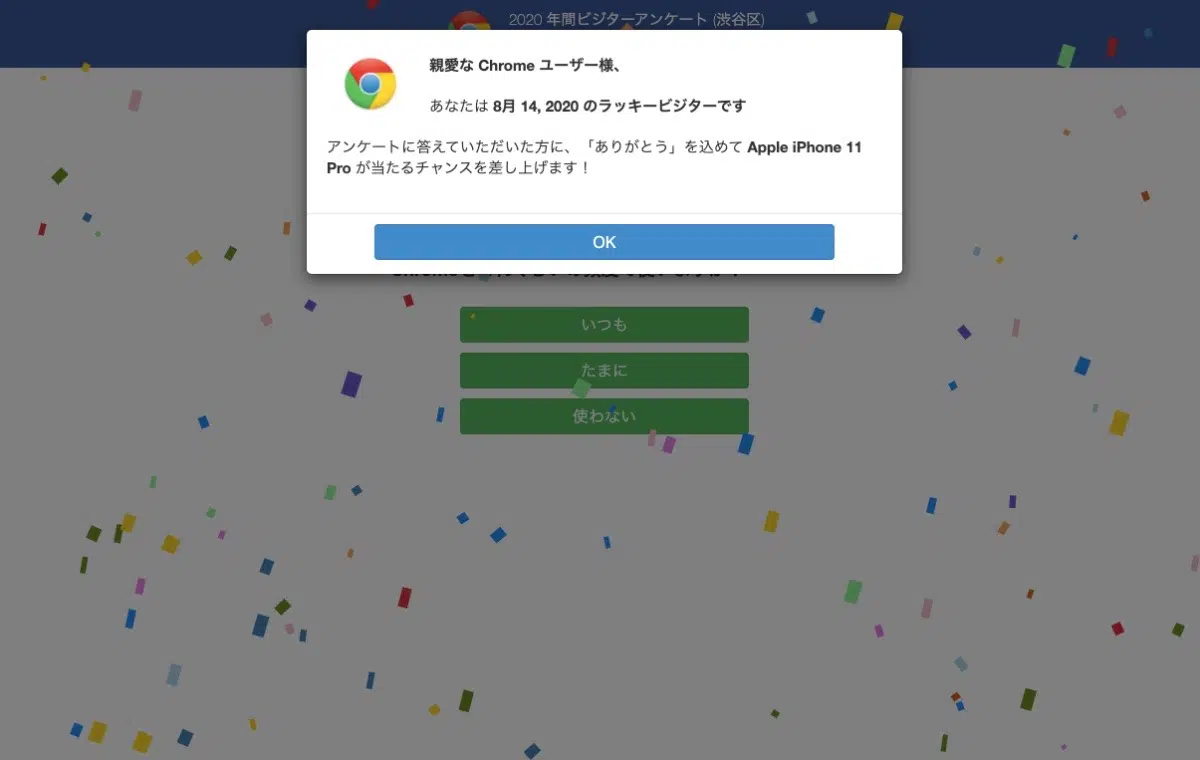 2020 年間ビジターアンケート (渋谷区)
親愛な Chrome ユーザー様、
あなたは 8月 14, 2020 のラッキービジターです
アンケートに答えていただいた方に、「ありがとう」を込めて Apple iPhone 11
Pro が当たるチャンスを差し上げます！
OK
いつも
たまに
使わない